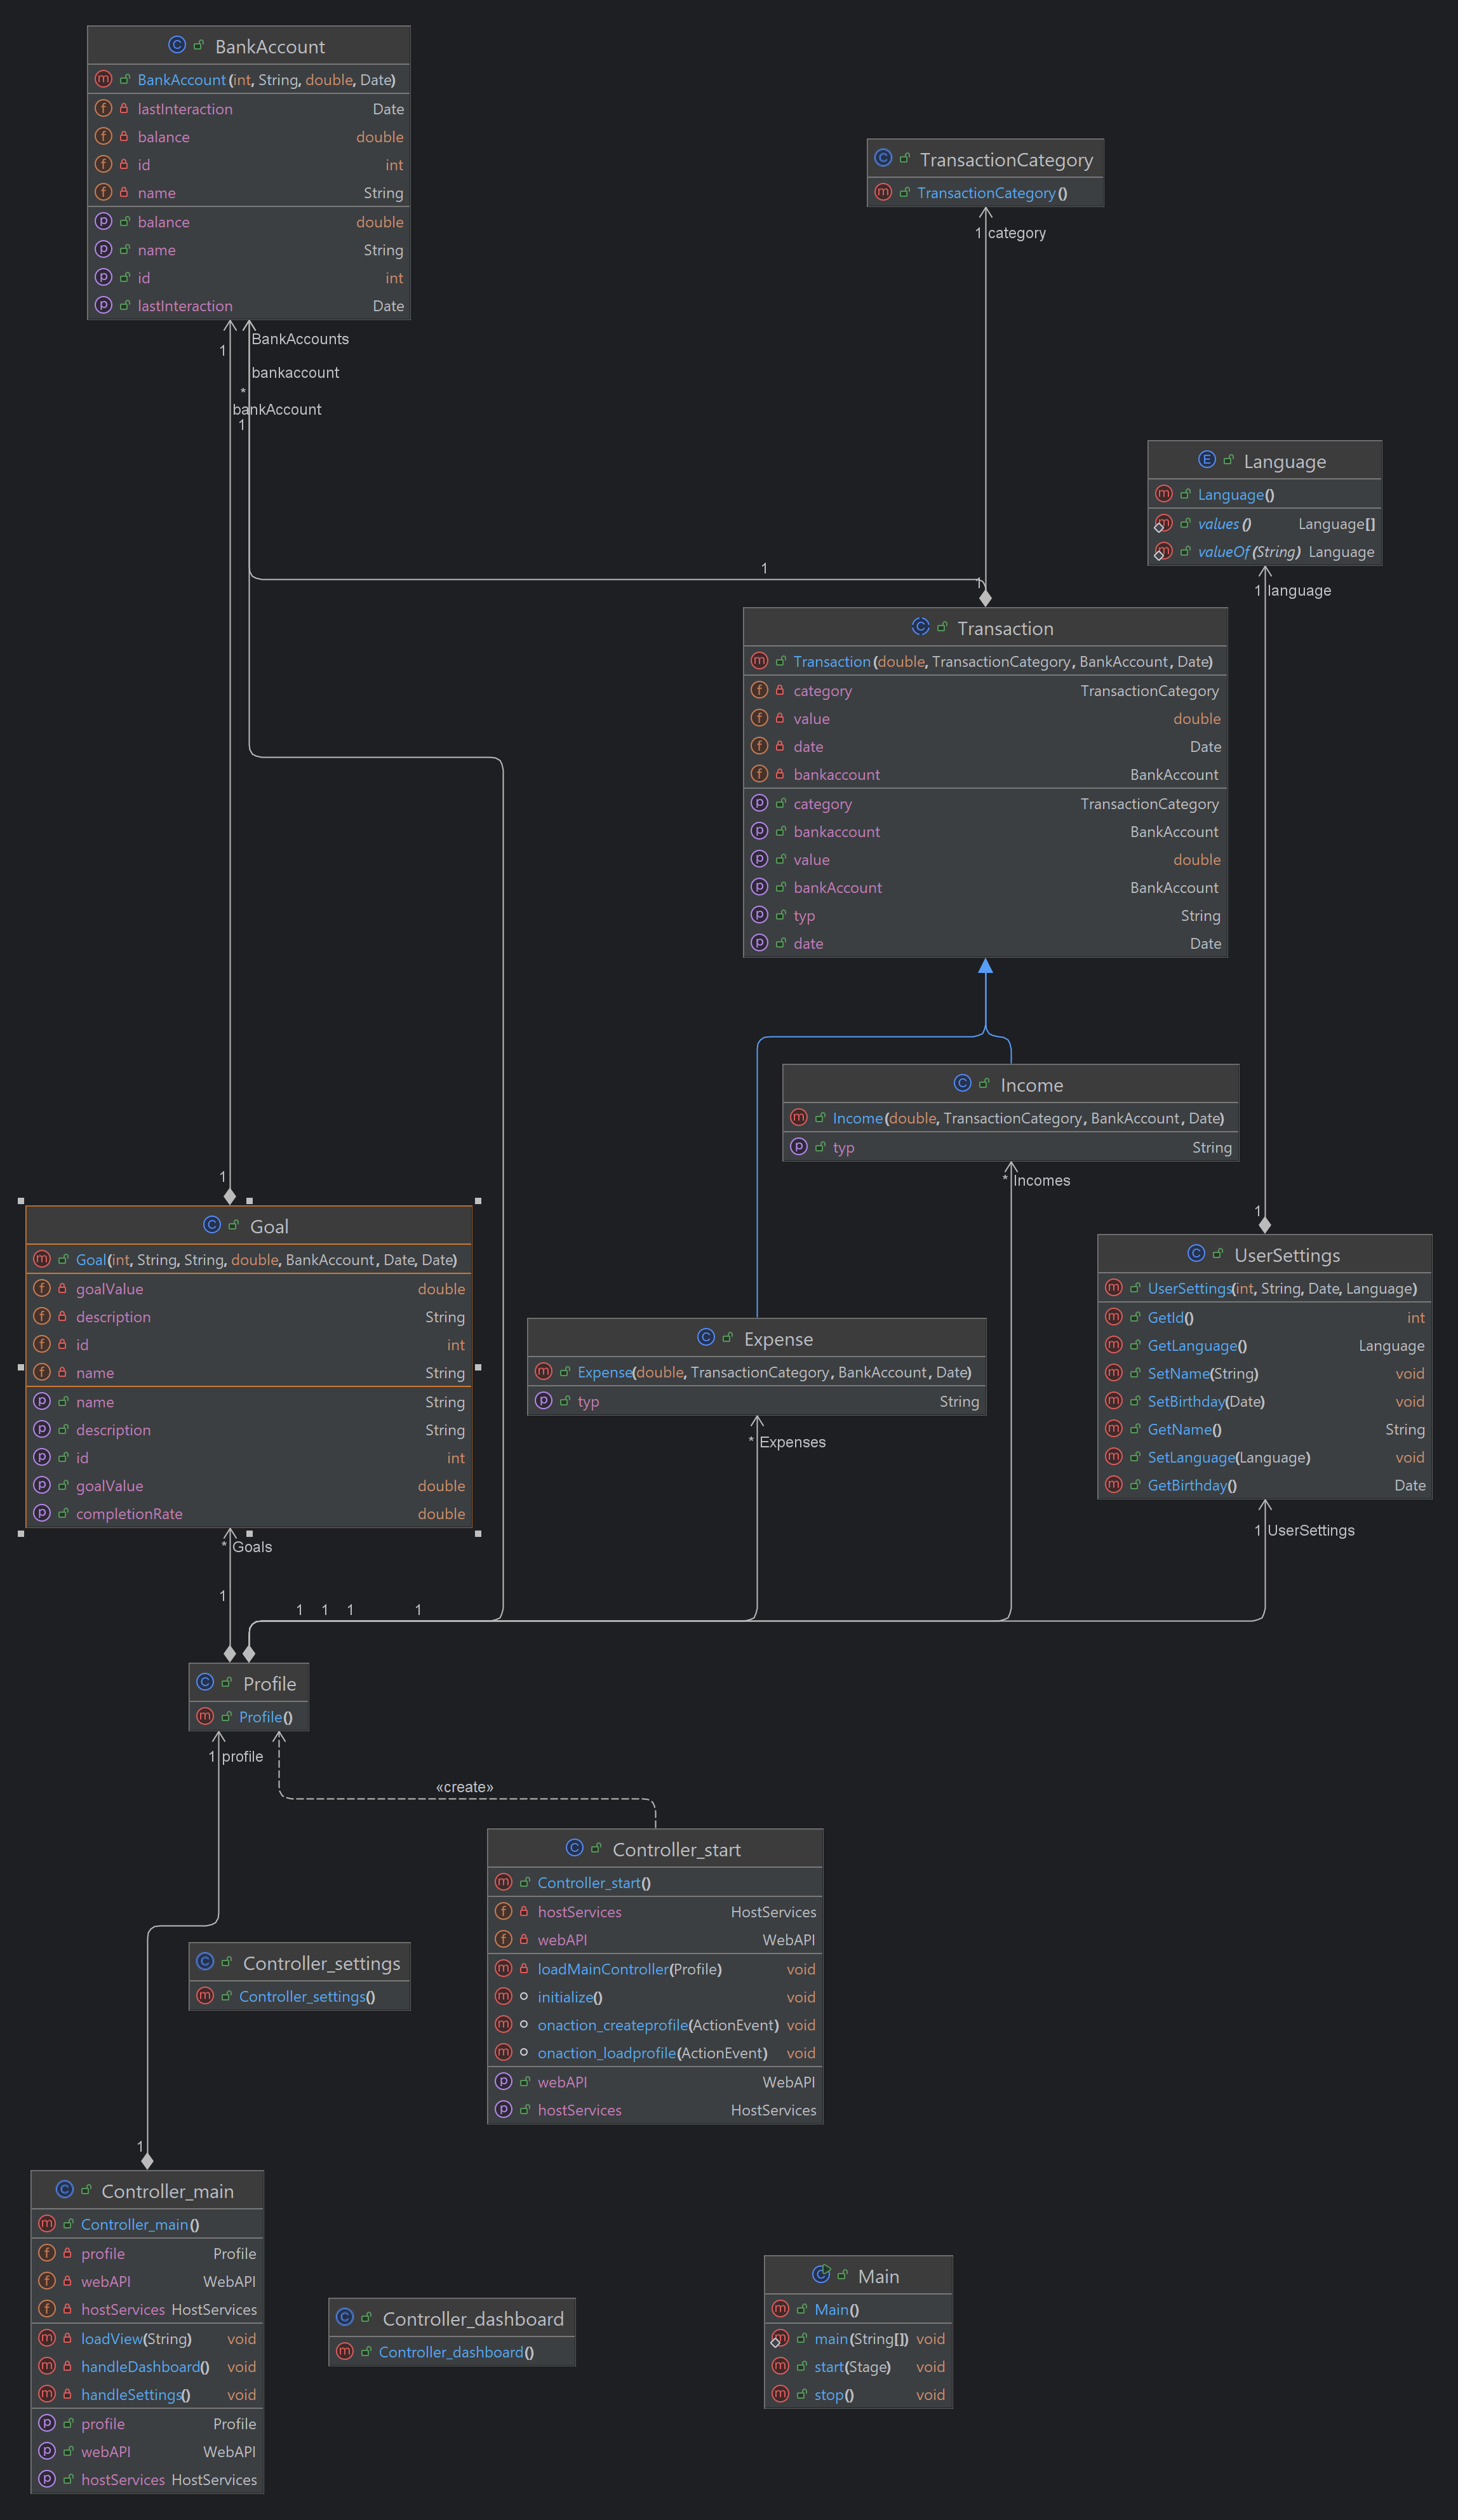 BankAccount
BankAccount(int, String, double, Date)
lastInteraction Date
balance double
id int
name String
balance double
name String
id int
lastInteraction Date
TransactionCategory
TransactionCategory()
1 category
1 BankAccounts
bankaccount
*
bankAccount
1
Language
Language()
values() Language[]
valueOf(String) Language
1 language
1
1
Transaction
Transaction(double, TransactionCategory, BankAccount, Date)
category TransactionCategory
value double
date Date
bankaccount BankAccount
category TransactionCategory
bankaccount BankAccount
value double
bankAccount BankAccount
typ String
date Date
Income
Income(double, TransactionCategory, BankAccount, Date)
typ String
* Incomes
1
Goal
Goal(int, String, String, double, BankAccount, Date, Date)
goalValue double
description String
id int
name String
name String
description String
id int
goalValue double
completionRate double
* Goals
1
1
UserSettings
UserSettings(int, String, Date, Language)
GetId() int
GetLanguage() Language
SetName(String) void
SetBirthday(Date) void
GetName() String
SetLanguage(Language) void
GetBirthday() Date
1 UserSettings
Expense
Expense(double, TransactionCategory, BankAccount, Date)
typ String
* Expenses
1 1 1 1
Profile
Profile()
1 profile
«create»
Controller_start
Controller_start()
hostServices HostServices
webAPI WebAPI
loadMainController(Profile) void
initialize() void
onaction_createprofile(ActionEvent) void
onaction_loadprofile(ActionEvent) void
webAPI WebAPI
hostServices HostServices
Controller_settings
Controller_settings()
1
Controller_main
Controller_main()
profile Profile
webAPI WebAPI
hostServices HostServices
loadView(String) void
handleDashboard() void
handleSettings() void
profile Profile
webAPI WebAPI
hostServices HostServices
Controller_dashboard
Controller_dashboard()
Main
Main()
main(String[]) void
start(Stage) void
stop() void